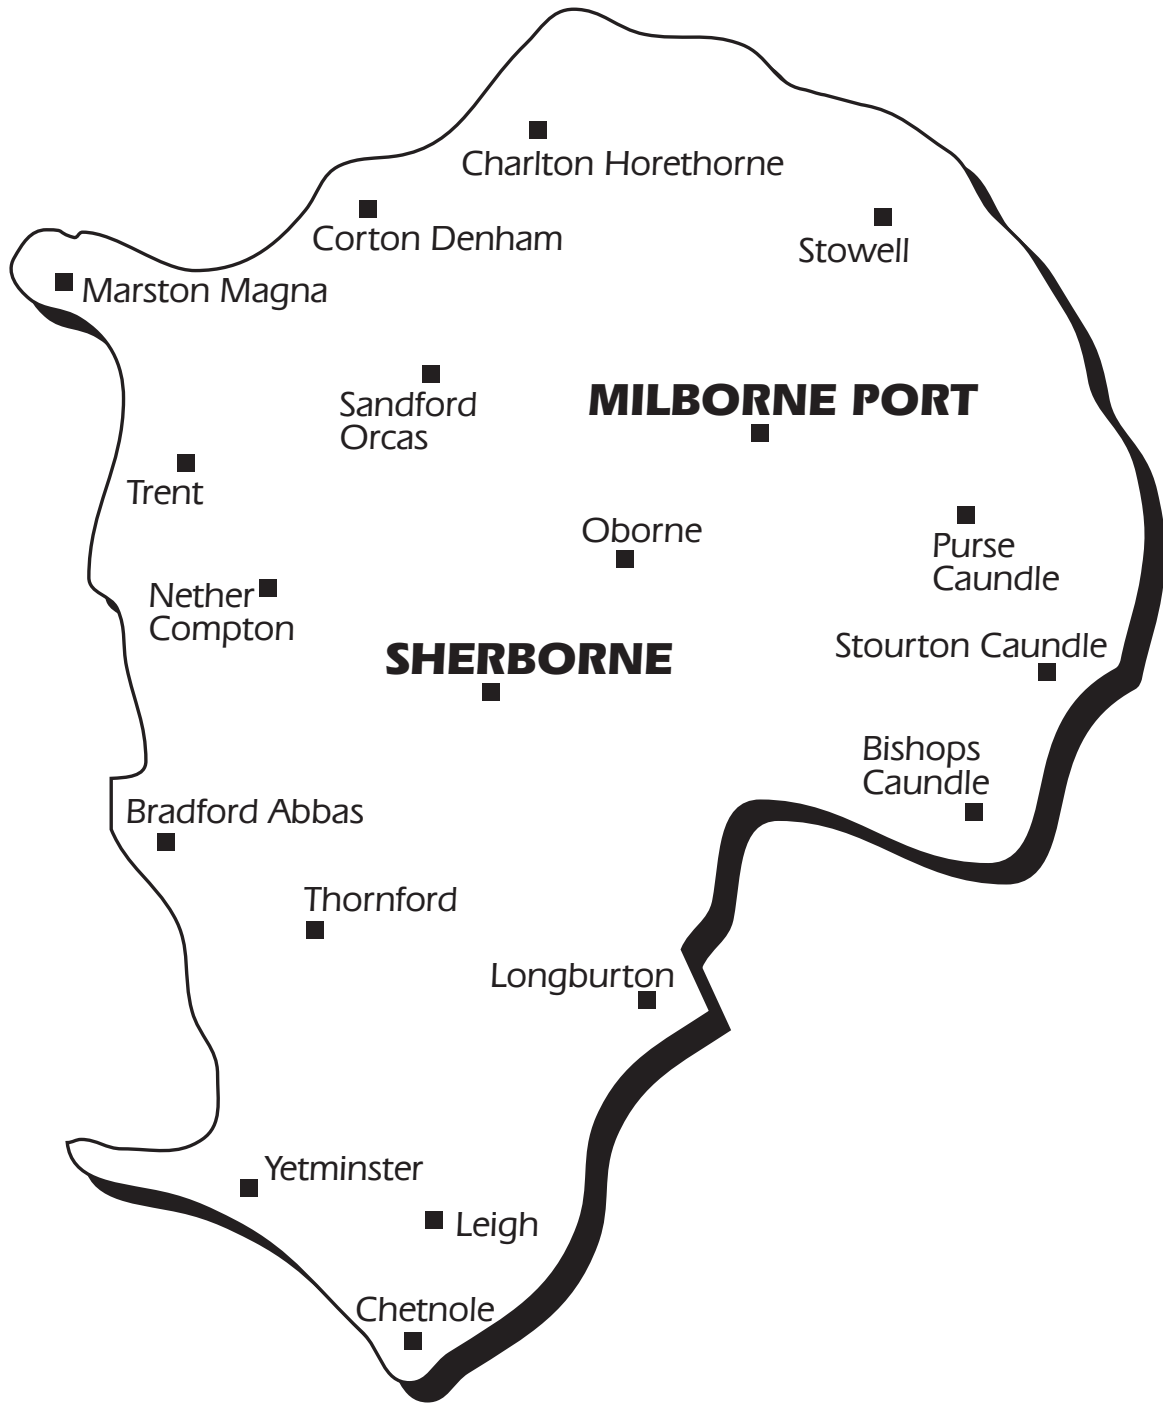 Charlton Horethorne
Corton Denham
Stowell
Marston Magna
MILBORNE PORT
Sandford
Orcas
Trent
Oborne
Purse
Caundle
Nether
Compton
Stourton Caundle
SHERBORNE
Bishops
Caundle
Bradford Abbas
Thornford
Longburton
Yetminster
Leigh
Chetnole